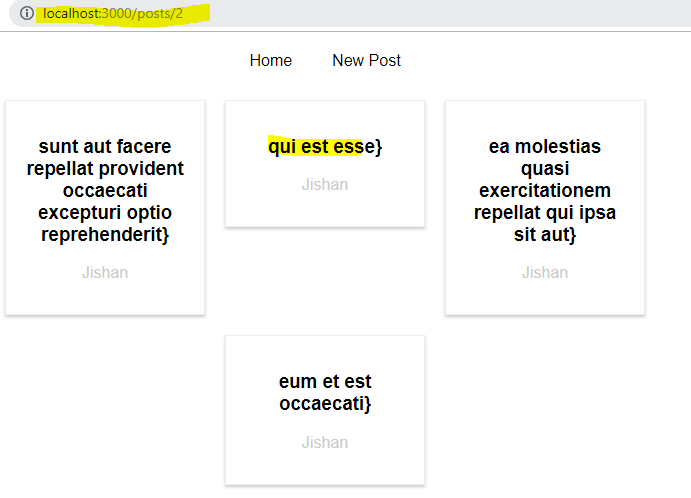 localhost:3000/posts/2
Home New Post
sunt aut facere
repellat provident
occaecati
excepturi optio
reprehenderit}
Jishan
qui est esse}
Jishan
ea molestias
quasi
exercitationem
repellat qui ipsa
sit aut}
Jishan
eum et est
occaecati}
Jishan